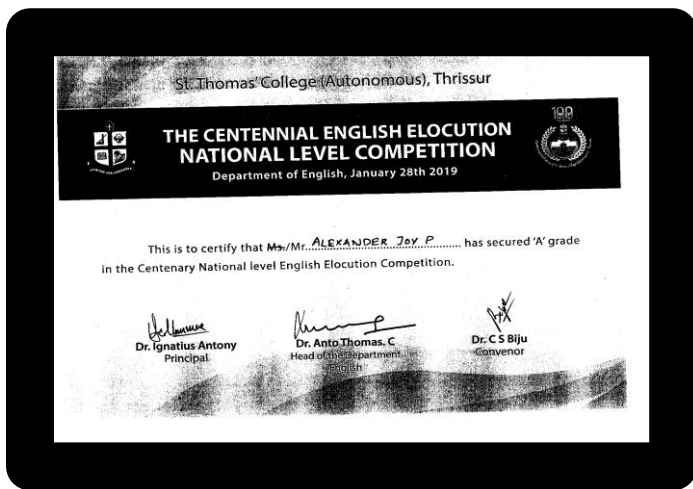 St. Thomas' College (Autonomous), Thrissur
100
THE CENTENNIAL ENGLISH ELOCUTION
NATIONAL LEVEL COMPETITION
Department of English, January 28th 2019
This is to certify that Ms./Mr. ALEXANDER JOY P has secured 'A' grade
in the Centenary National level English Elocution Competition.
Dr. Ignatius Antony
Principal
Dr. Anto Thomas. C
Head of the Department
English
Dr. C S Biju
Convenor